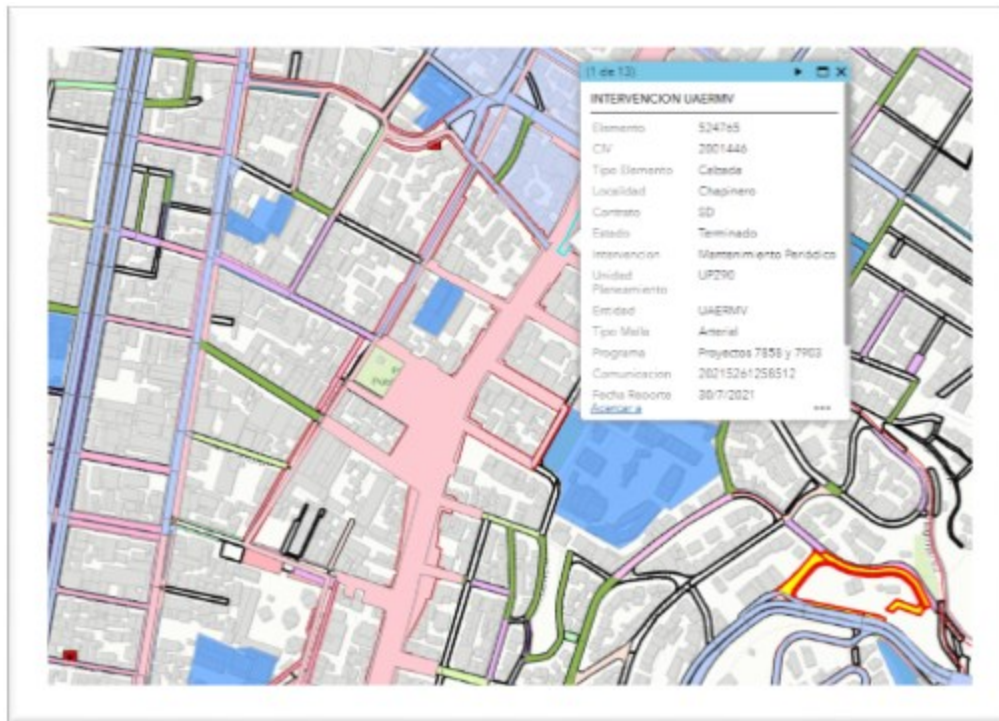 (1 de 13)
INTERVENCION UAERMV
Elemento 524765
CIV 2001446
Tipo Elemento Calzada
Localidad Chapinero
Contrato SD
Estado Terminado
Intervencion Mantenimiento Periódico
Unidad Planeamiento UPZ90
Entidad UAERMV
Tipo Malla Arterial
Programa Proyectos 7858 y 7903
Comunicacion 20215261258512
Fecha Reporte 30/7/2021
Acercar a